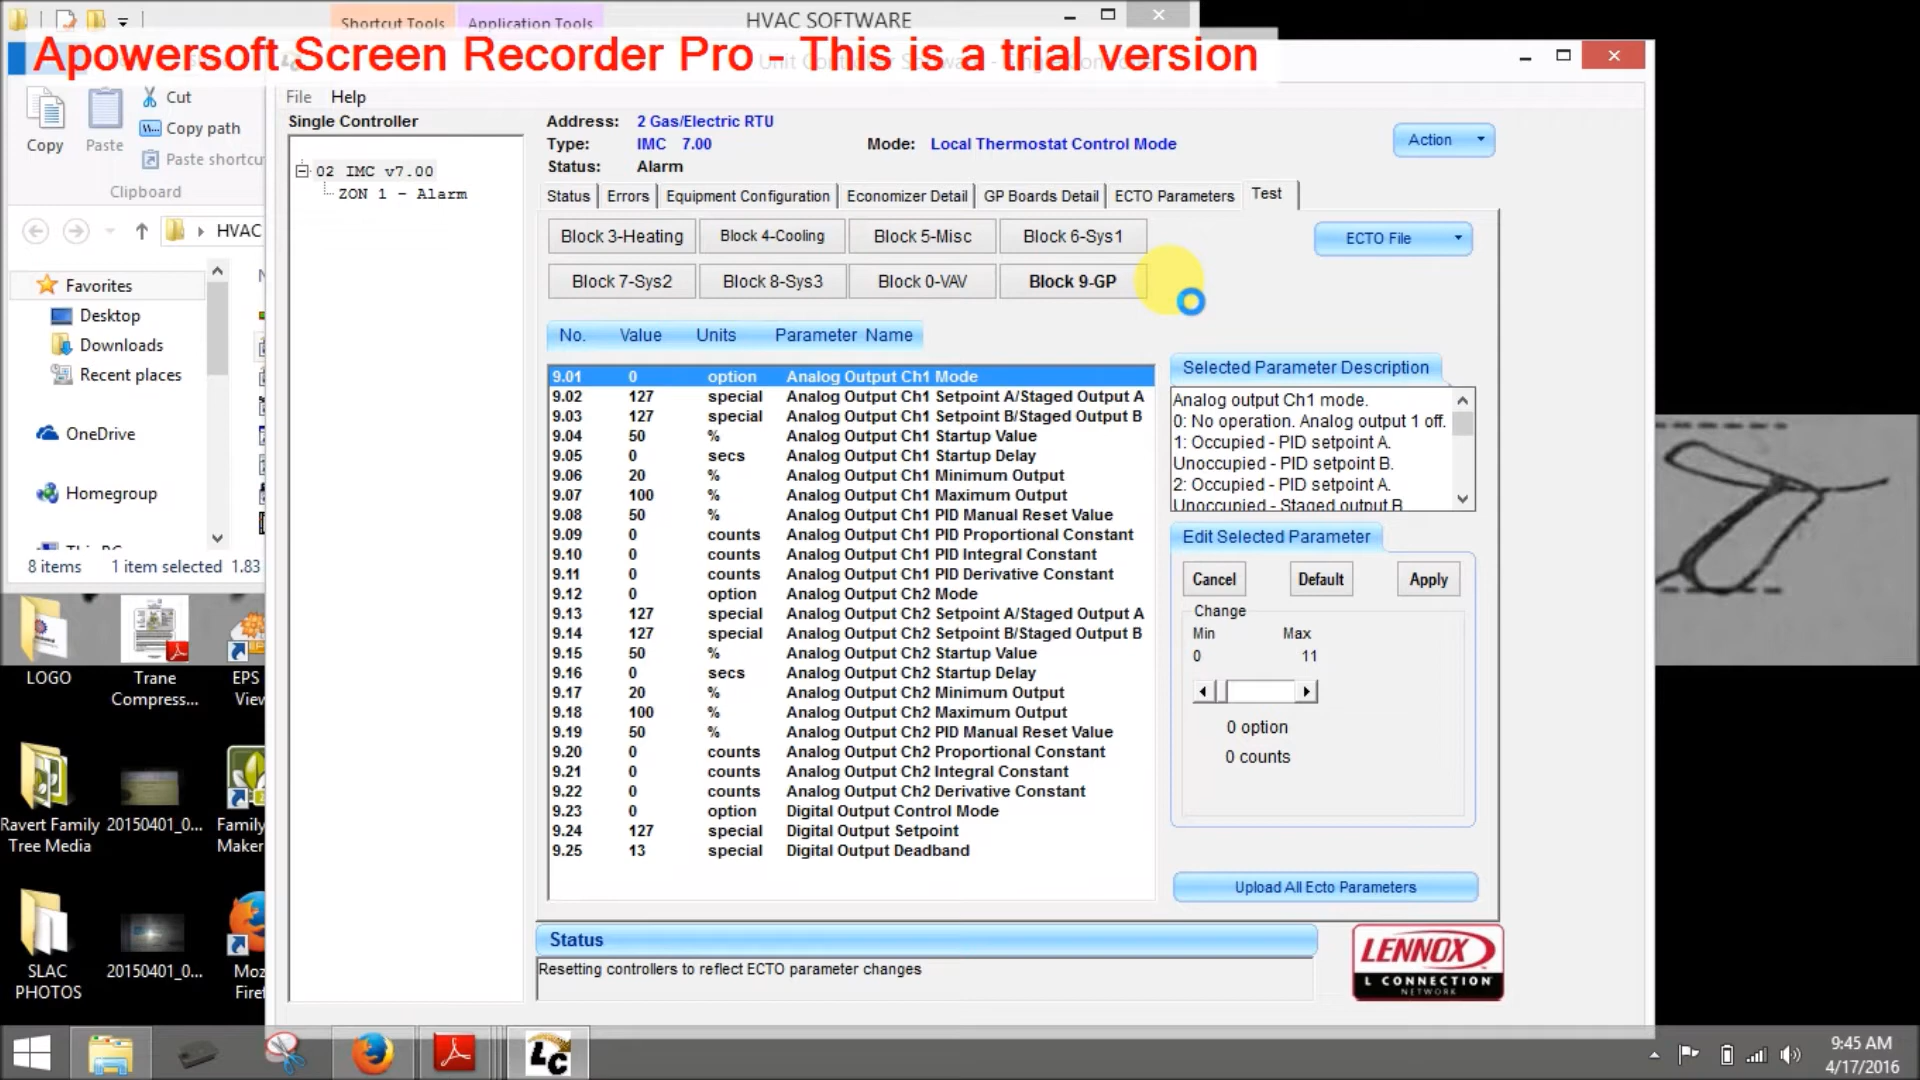 Shortcut Tools
Application Tools
HVAC SOFTWARE
Apowersoft Screen Recorder Pro - This is a trial version
Copy
Paste
Cut
Copy path
Paste shortcu
Clipboard
HVAC
Favorites
Desktop
Downloads
Recent places
OneDrive
Homegroup
8 items 1 item selected 1.83
File Help
Single Controller
02 IMC v7.00
ZON 1 - Alarm
Address: 2 Gas/Electric RTU
Type: IMC 7.00 Mode: Local Thermostat Control Mode
Status: Alarm
Action
Status Errors Equipment Configuration Economizer Detail GP Boards Detail ECTO Parameters Test
Block 3-Heating Block 4-Cooling Block 5-Misc Block 6-Sys1
Block 7-Sys2 Block 8-Sys3 Block 0-VAV Block 9-GP
ECTO File
No. Value Units Parameter Name
9.01 0 option Analog Output Ch1 Mode
9.02 127 special Analog Output Ch1 Setpoint A/Staged Output A
9.03 127 special Analog Output Ch1 Setpoint B/Staged Output B
9.04 50 % Analog Output Ch1 Startup Value
9.05 0 secs Analog Output Ch1 Startup Delay
9.06 20 % Analog Output Ch1 Minimum Output
9.07 100 % Analog Output Ch1 Maximum Output
9.08 50 % Analog Output Ch1 PID Manual Reset Value
9.09 0 counts Analog Output Ch1 PID Proportional Constant
9.10 0 counts Analog Output Ch1 PID Integral Constant
9.11 0 counts Analog Output Ch1 PID Derivative Constant
9.12 0 option Analog Output Ch2 Mode
9.13 127 special Analog Output Ch2 Setpoint A/Staged Output A
9.14 127 special Analog Output Ch2 Setpoint B/Staged Output B
9.15 50 % Analog Output Ch2 Startup Value
9.16 0 secs Analog Output Ch2 Startup Delay
9.17 20 % Analog Output Ch2 Minimum Output
9.18 100 % Analog Output Ch2 Maximum Output
9.19 50 % Analog Output Ch2 PID Manual Reset Value
9.20 0 counts Analog Output Ch2 Proportional Constant
9.21 0 counts Analog Output Ch2 Integral Constant
9.22 0 counts Analog Output Ch2 Derivative Constant
9.23 0 option Digital Output Control Mode
9.24 127 special Digital Output Setpoint
9.25 13 special Digital Output Deadband
Selected Parameter Description
Analog output Ch1 mode.
0: No operation. Analog output 1 off.
1: Occupied - PID setpoint A.
Unoccupied - PID setpoint B.
2: Occupied - PID setpoint A.
Unoccupied - Staged output B
Edit Selected Parameter
Cancel Default Apply
Change
Min Max
0 11
0 option
0 counts
Upload All Ecto Parameters
Status
Resetting controllers to reflect ECTO parameter changes
LENNOX
L CONNECTION
NETWORK
LOGO
Trane
Compress...
EPS
View
Ravert Family
Tree Media
20150401_0...
Family
Maker
SLAC
PHOTOS
20150401_0...
Moz
Firef
LC
9:45 AM
4/17/2016